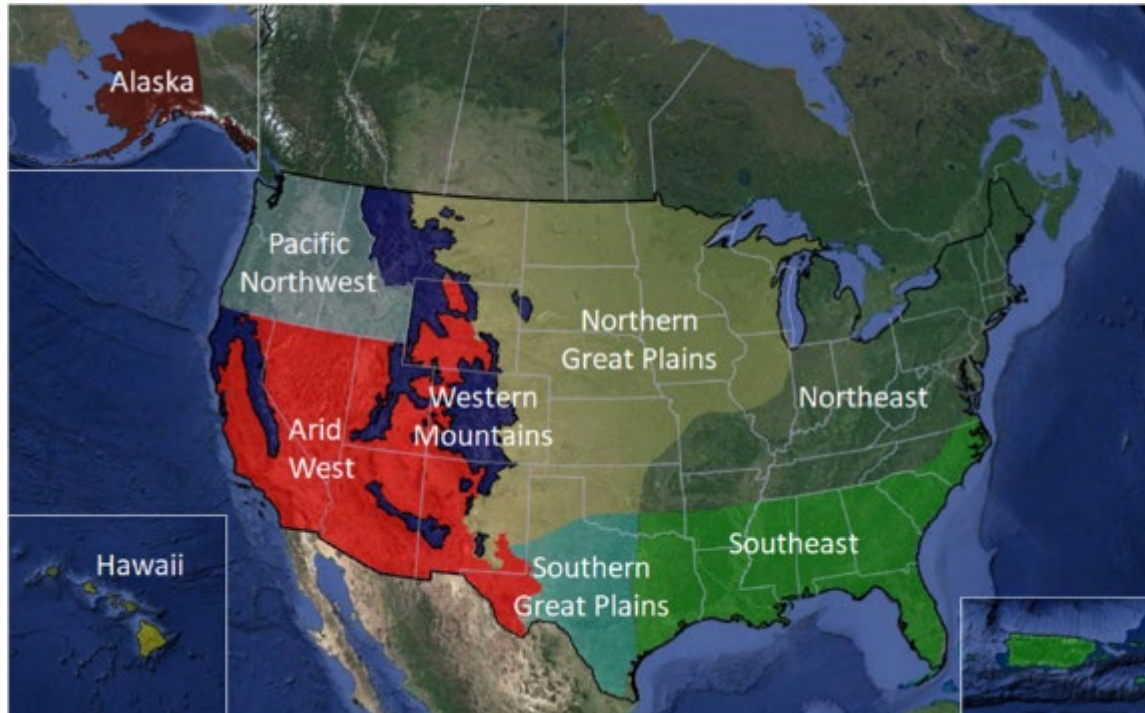 Alaska
Pacific
Northwest
Northern
Great Plains
Western
Mountains
Northeast
Arid
West
Southeast
Southern
Great Plains
Hawaii